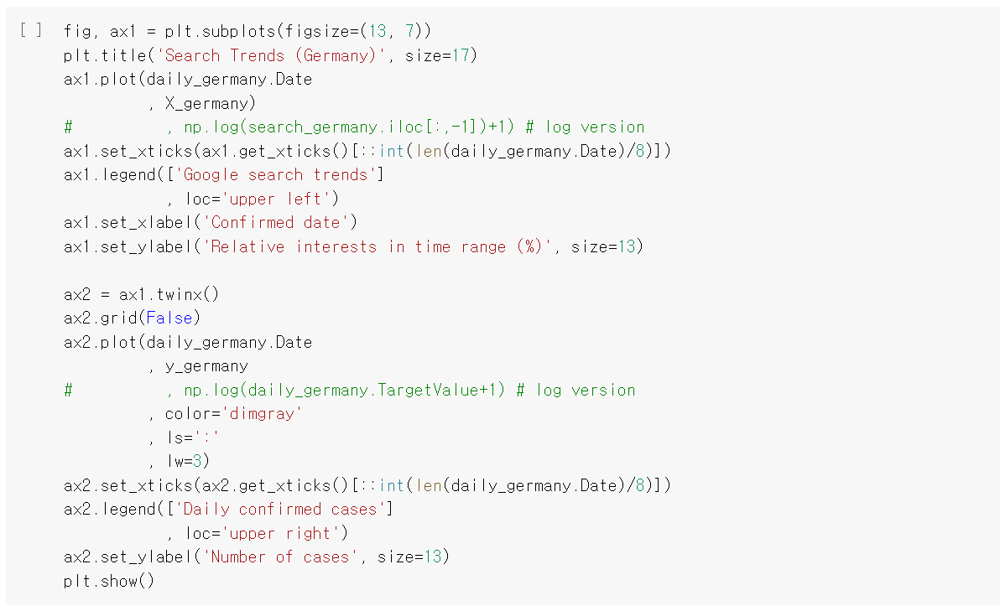 [ ] fig, ax1 = plt.subplots(figsize=(13, 7))
plt.title('Search Trends (Germany)', size=17)
ax1.plot(daily_germany.Date
         , X_germany)
#          , np.log(search_germany.iloc[:,-1])+1) # log version
ax1.set_xticks(ax1.get_xticks()[::int(len(daily_germany.Date)/8)])
ax1.legend(['Google search trends']
           , loc='upper left')
ax1.set_xlabel('Confirmed date')
ax1.set_ylabel('Relative interests in time range (%)', size=13)

ax2 = ax1.twinx()
ax2.grid(False)
ax2.plot(daily_germany.Date
         , y_germany
#          , np.log(daily_germany.TargetValue+1) # log version
         , color='dimgray'
         , ls=':'
         , lw=3)
ax2.set_xticks(ax2.get_xticks()[::int(len(daily_germany.Date)/8)])
ax2.legend(['Daily confirmed cases']
           , loc='upper right')
ax2.set_ylabel('Number of cases', size=13)
plt.show()